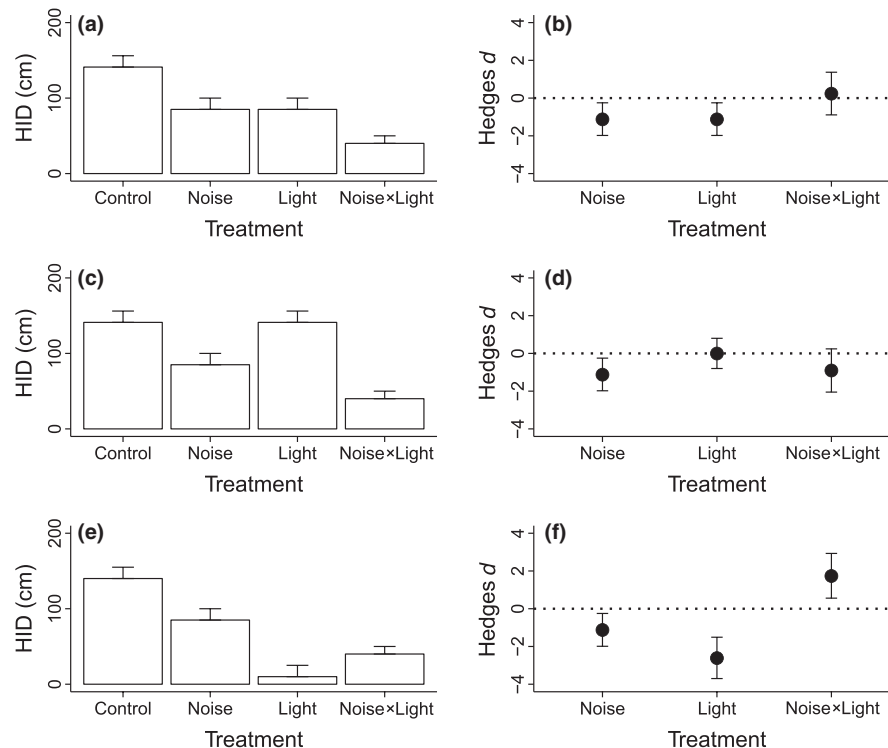 (a)
HID (cm)
200
100
0
Control Noise Light Noise×Light
Treatment
(b)
Hedges d
4
2
0
−2
−4
Noise Light Noise×Light
Treatment
(c)
HID (cm)
200
100
0
Control Noise Light Noise×Light
Treatment
(d)
Hedges d
4
2
0
−2
−4
Noise Light Noise×Light
Treatment
(e)
HID (cm)
200
100
0
Control Noise Light Noise×Light
Treatment
(f)
Hedges d
4
2
0
−2
−4
Noise Light Noise×Light
Treatment